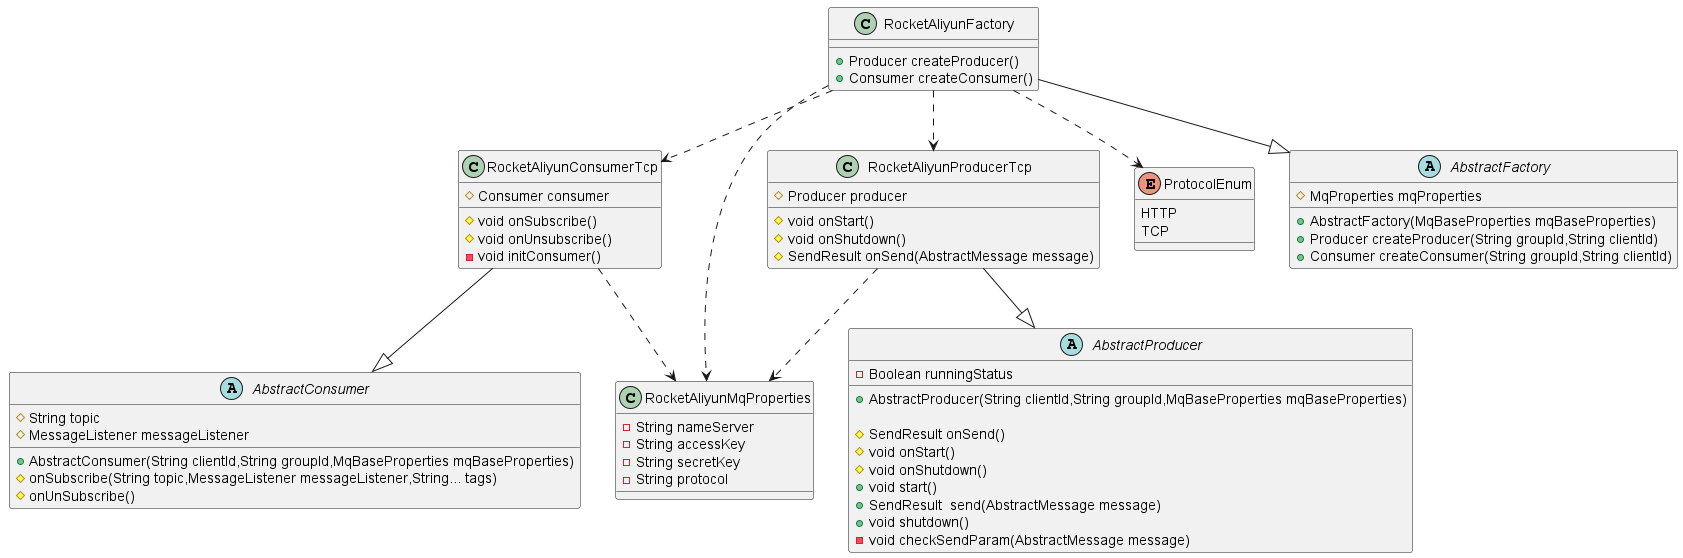 C RocketAliyunFactory
Producer createProducer()
Consumer createConsumer()
C RocketAliyunConsumerTcp
Consumer consumer
void onSubscribe()
void onUnsubscribe()
void initConsumer()
C RocketAliyunProducerTcp
Producer producer
void onStart()
void onShutdown()
SendResult onSend(AbstractMessage message)
E ProtocolEnum
HTTP
TCP
A AbstractFactory
MqProperties mqProperties
AbstractFactory(MqBaseProperties mqBaseProperties)
Producer createProducer(String groupId,String clientId)
Consumer createConsumer(String groupId,String clientId)
A AbstractConsumer
String topic
MessageListener messageListener
AbstractConsumer(String clientId,String groupId,MqBaseProperties mqBaseProperties)
onSubscribe(String topic,MessageListener messageListener,String... tags)
onUnSubscribe()
C RocketAliyunMqProperties
String nameServer
String accessKey
String secretKey
String protocol
A AbstractProducer
Boolean runningStatus
AbstractProducer(String clientId,String groupId,MqBaseProperties mqBaseProperties)
SendResult onSend()
void onStart()
void onShutdown()
void start()
SendResult  send(AbstractMessage message)
void shutdown()
void checkSendParam(AbstractMessage message)